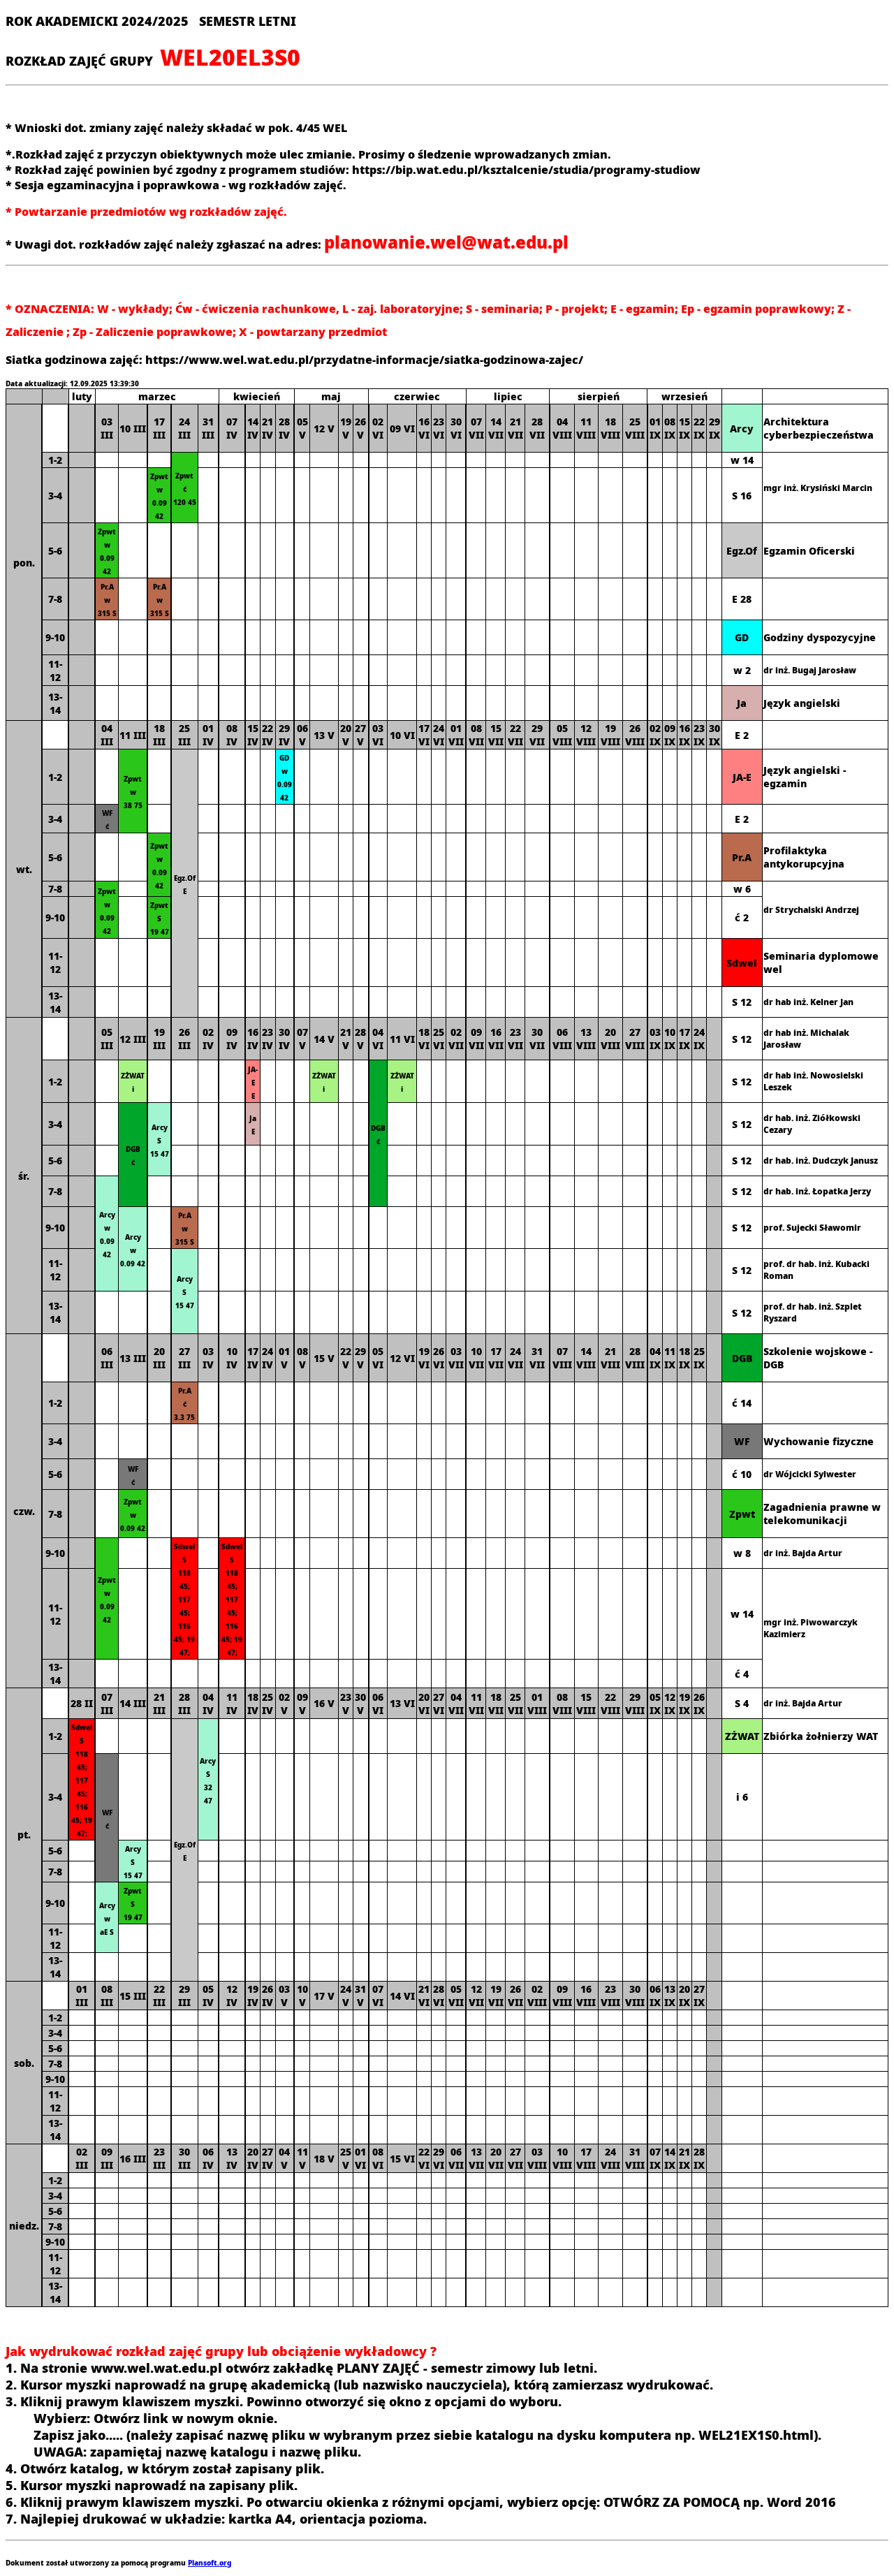 ROK AKADEMICKI 2024/2025 SEMESTR LETNI
ROZKŁAD ZAJĘĆ GRUPY WEL20EL3S0
* Wnioski dot. zmiany zajęć należy składać w pok. 4/45 WEL
*.Rozkład zajęć z przyczyn obiektywnych może ulec zmianie. Prosimy o śledzenie wprowadzanych zmian.
* Rozkład zajęć powinien być zgodny z programem studiów: https://bip.wat.edu.pl/ksztalcenie/studia/programy-studiow
* Sesja egzaminacyjna i poprawkowa - wg rozkładów zajęć.
* Powtarzanie przedmiotów wg rozkładów zajęć.
* Uwagi dot. rozkładów zajęć należy zgłaszać na adres: planowanie.wel@wat.edu.pl
* OZNACZENIA: W - wykłady; Ćw - ćwiczenia rachunkowe, L - zaj. laboratoryjne; S - seminaria; P - projekt; E - egzamin; Ep - egzamin poprawkowy; Z -
Zaliczenie ; Zp - Zaliczenie poprawkowe; X - powtarzany przedmiot
Siatka godzinowa zajęć: https://www.wel.wat.edu.pl/przydatne-informacje/siatka-godzinowa-zajec/
Data aktualizacji: 12.09.2025 13:39:30
luty marzec kwiecień maj czerwiec lipiec sierpień wrzesień
03 III 10 III 17 III 24 III 31 III 07 IV 14 IV 21 IV 28 IV 05 V 12 V 19 V 26 V 02 VI 09 VI 16 VI 23 VI 30 VI 07 VII 14 VII 21 VII 28 VII 04 VIII 11 VIII 18 VIII 25 VIII 01 IX 08 IX 15 IX 22 IX 29 IX Arcy Architektura cyberbezpieczeństwa
pon.
1-2 Zpwt ć 120 45 w 14 mgr inż. Krysiński Marcin
3-4 Zpwt w 0.09 42 S 16
5-6 Zpwt w 0.09 42 Egz.Of Egzamin Oficerski
7-8 Pr.A w 315 S Pr.A w 315 S E 28
9-10 GD Godziny dyspozycyjne
11-12 w 2 dr inż. Bugaj Jarosław
13-14 Ja Język angielski
04 III 11 III 18 III 25 III 01 IV 08 IV 15 IV 22 IV 29 IV 06 V 13 V 20 V 27 V 03 VI 10 VI 17 VI 24 VI 01 VII 08 VII 15 VII 22 VII 29 VII 05 VIII 12 VIII 19 VIII 26 VIII 02 IX 09 IX 16 IX 23 IX 30 IX E 2
wt.
1-2 Zpwt w 38 75 Egz.Of E GD w 0.09 42 JA-E Język angielski - egzamin
3-4 WF ć E 2
5-6 Zpwt w 0.09 42 Pr.A Profilaktyka antykorupcyjna
7-8 Zpwt w 0.09 42 w 6 dr Strychalski Andrzej
9-10 Zpwt S 19 47 ć 2
11-12 Sdwel Seminaria dyplomowe wel
13-14 S 12 dr hab inż. Kelner Jan
05 III 12 III 19 III 26 III 02 IV 09 IV 16 IV 23 IV 30 IV 07 V 14 V 21 V 28 V 04 VI 11 VI 18 VI 25 VI 02 VII 09 VII 16 VII 23 VII 30 VII 06 VIII 13 VIII 20 VIII 27 VIII 03 IX 10 IX 17 IX 24 IX S 12 dr hab inż. Michalak Jarosław
śr.
1-2 ZŻWAT i JA-E E ZŻWAT i DGB ć ZŻWAT i S 12 dr hab inż. Nowosielski Leszek
3-4 DGB ć Arcy S 15 47 Ja E S 12 dr hab. inż. Ziółkowski Cezary
5-6 S 12 dr hab. inż. Dudczyk Janusz
7-8 Arcy w 0.09 42 S 12 dr hab. inż. Łopatka Jerzy
9-10 Arcy w 0.09 42 Pr.A w 315 S S 12 prof. Sujecki Sławomir
11-12 Arcy S 15 47 S 12 prof. dr hab. inż. Kubacki Roman
13-14 S 12 prof. dr hab. inż. Szplet Ryszard
06 III 13 III 20 III 27 III 03 IV 10 IV 17 IV 24 IV 01 V 08 V 15 V 22 V 29 V 05 VI 12 VI 19 VI 26 VI 03 VII 10 VII 17 VII 24 VII 31 VII 07 VIII 14 VIII 21 VIII 28 VIII 04 IX 11 IX 18 IX 25 IX DGB Szkolenie wojskowe - DGB
czw.
1-2 Pr.A ć 3.3 75 ć 14
3-4 WF Wychowanie fizyczne
5-6 WF ć ć 10 dr Wójcicki Sylwester
7-8 Zpwt w 0.09 42 Zpwt Zagadnienia prawne w telekomunikacji
9-10 Zpwt w 0.09 42 Sdwel S 118 45; 117 45; 116 45; 19 47; Sdwel S 118 45; 117 45; 116 45; 19 47; w 8 dr inż. Bajda Artur
11-12 w 14 mgr inż. Piwowarczyk Kazimierz
13-14 ć 4
28 II 07 III 14 III 21 III 28 III 04 IV 11 IV 18 IV 25 IV 02 V 09 V 16 V 23 V 30 V 06 VI 13 VI 20 VI 27 VI 04 VII 11 VII 18 VII 25 VII 01 VIII 08 VIII 15 VIII 22 VIII 29 VIII 05 IX 12 IX 19 IX 26 IX S 4 dr inż. Bajda Artur
pt.
1-2 Sdwel S 118 45; 117 45; 116 45; 19 47; Egz.Of E Arcy S 32 47 ZŻWAT Zbiórka żołnierzy WAT
3-4 WF ć i 6
5-6 Arcy S 15 47
7-8
9-10 Arcy w aE S Zpwt S 19 47
11-12
13-14
01 III 08 III 15 III 22 III 29 III 05 IV 12 IV 19 IV 26 IV 03 V 10 V 17 V 24 V 31 V 07 VI 14 VI 21 VI 28 VI 05 VII 12 VII 19 VII 26 VII 02 VIII 09 VIII 16 VIII 23 VIII 30 VIII 06 IX 13 IX 20 IX 27 IX
sob.
1-2
3-4
5-6
7-8
9-10
11-12
13-14
02 III 09 III 16 III 23 III 30 III 06 IV 13 IV 20 IV 27 IV 04 V 11 V 18 V 25 V 01 VI 08 VI 15 VI 22 VI 29 VI 06 VII 13 VII 20 VII 27 VII 03 VIII 10 VIII 17 VIII 24 VIII 31 VIII 07 IX 14 IX 21 IX 28 IX
niedz.
1-2
3-4
5-6
7-8
9-10
11-12
13-14
Jak wydrukować rozkład zajęć grupy lub obciążenie wykładowcy ?
1. Na stronie www.wel.wat.edu.pl otwórz zakładkę PLANY ZAJĘĆ - semestr zimowy lub letni.
2. Kursor myszki naprowadź na grupę akademicką (lub nazwisko nauczyciela), którą zamierzasz wydrukować.
3. Kliknij prawym klawiszem myszki. Powinno otworzyć się okno z opcjami do wyboru.
Wybierz: Otwórz link w nowym oknie.
Zapisz jako..... (należy zapisać nazwę pliku w wybranym przez siebie katalogu na dysku komputera np. WEL21EX1S0.html).
UWAGA: zapamiętaj nazwę katalogu i nazwę pliku.
4. Otwórz katalog, w którym został zapisany plik.
5. Kursor myszki naprowadź na zapisany plik.
6. Kliknij prawym klawiszem myszki. Po otwarciu okienka z różnymi opcjami, wybierz opcję: OTWÓRZ ZA POMOCĄ np. Word 2016
7. Najlepiej drukować w układzie: kartka A4, orientacja pozioma.
Dokument został utworzony za pomocą programu Plansoft.org